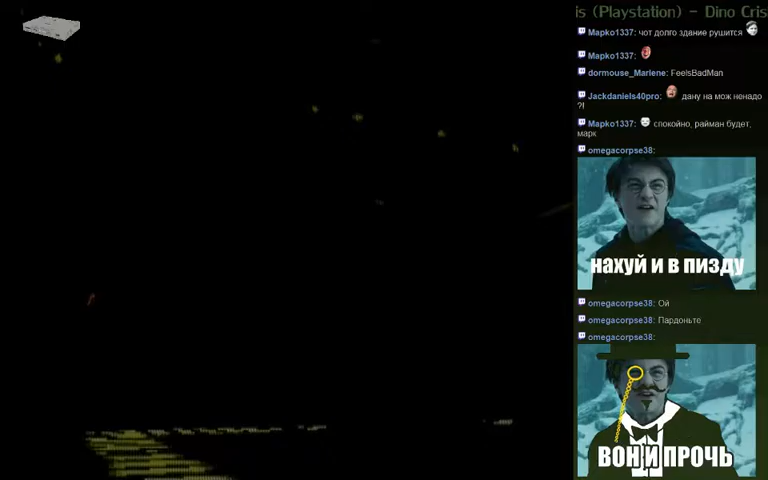 is (Playstation) - Dino Cris
Mapko1337: чот долго здание рушится
Mapko1337:
dormouse_Marlene: FeelsBadMan
Jackdaniels40pro: дану на мож ненадо
?!
Mapko1337: спокойно, райман будет,
марк
omegacorpse38:
НАХУЙ И В ПИЗДУ
omegacorpse38: Ой
omegacorpse38: Пардоньте
omegacorpse38:
ВОН И ПРОЧЬ